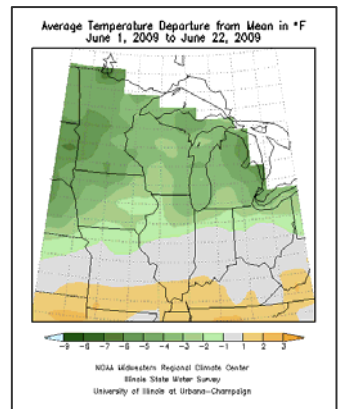 Average Temperature Departure from Mean in °F
June 1, 2009 to June 22, 2009
-9 -8 -7 -6 -5 -4 -3 -2 -1 1 2 3
NOAA Midwestern Regional Climate Center
Illinois State Water Survey
University of Illinois at Urbana-Champaign